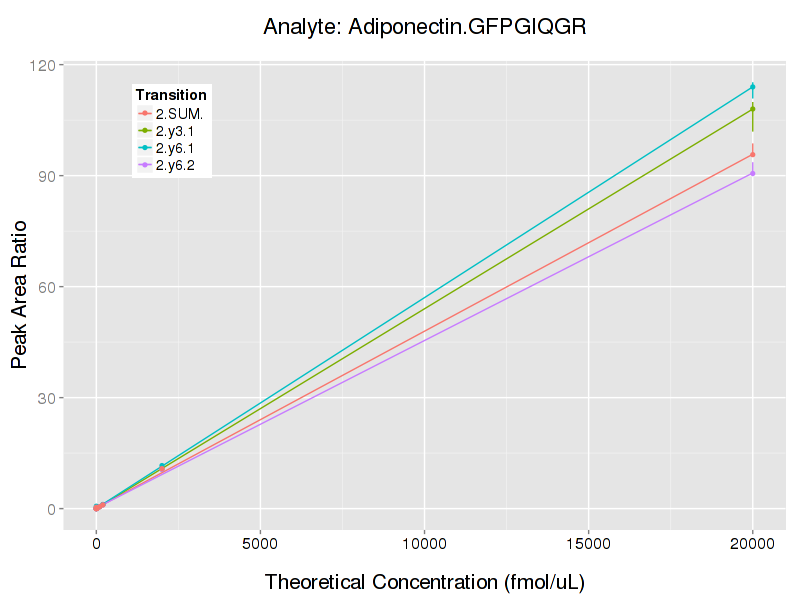 Analyte: Adiponectin.GFPGIQGR
Peak Area Ratio
120
90
60
30
0
Transition
2.SUM.
2.y3.1
2.y6.1
2.y6.2
0 5000 10000 15000 20000
Theoretical Concentration (fmol/uL)